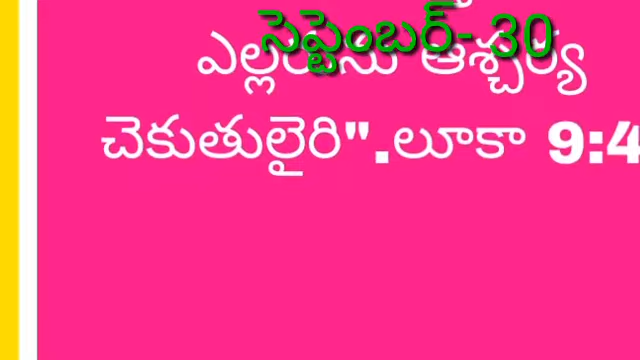 సెప్టెంబర్- 30
ఎల్లరును ఆశ్చర్య
చెకుతులైరి".లూకా 9:4